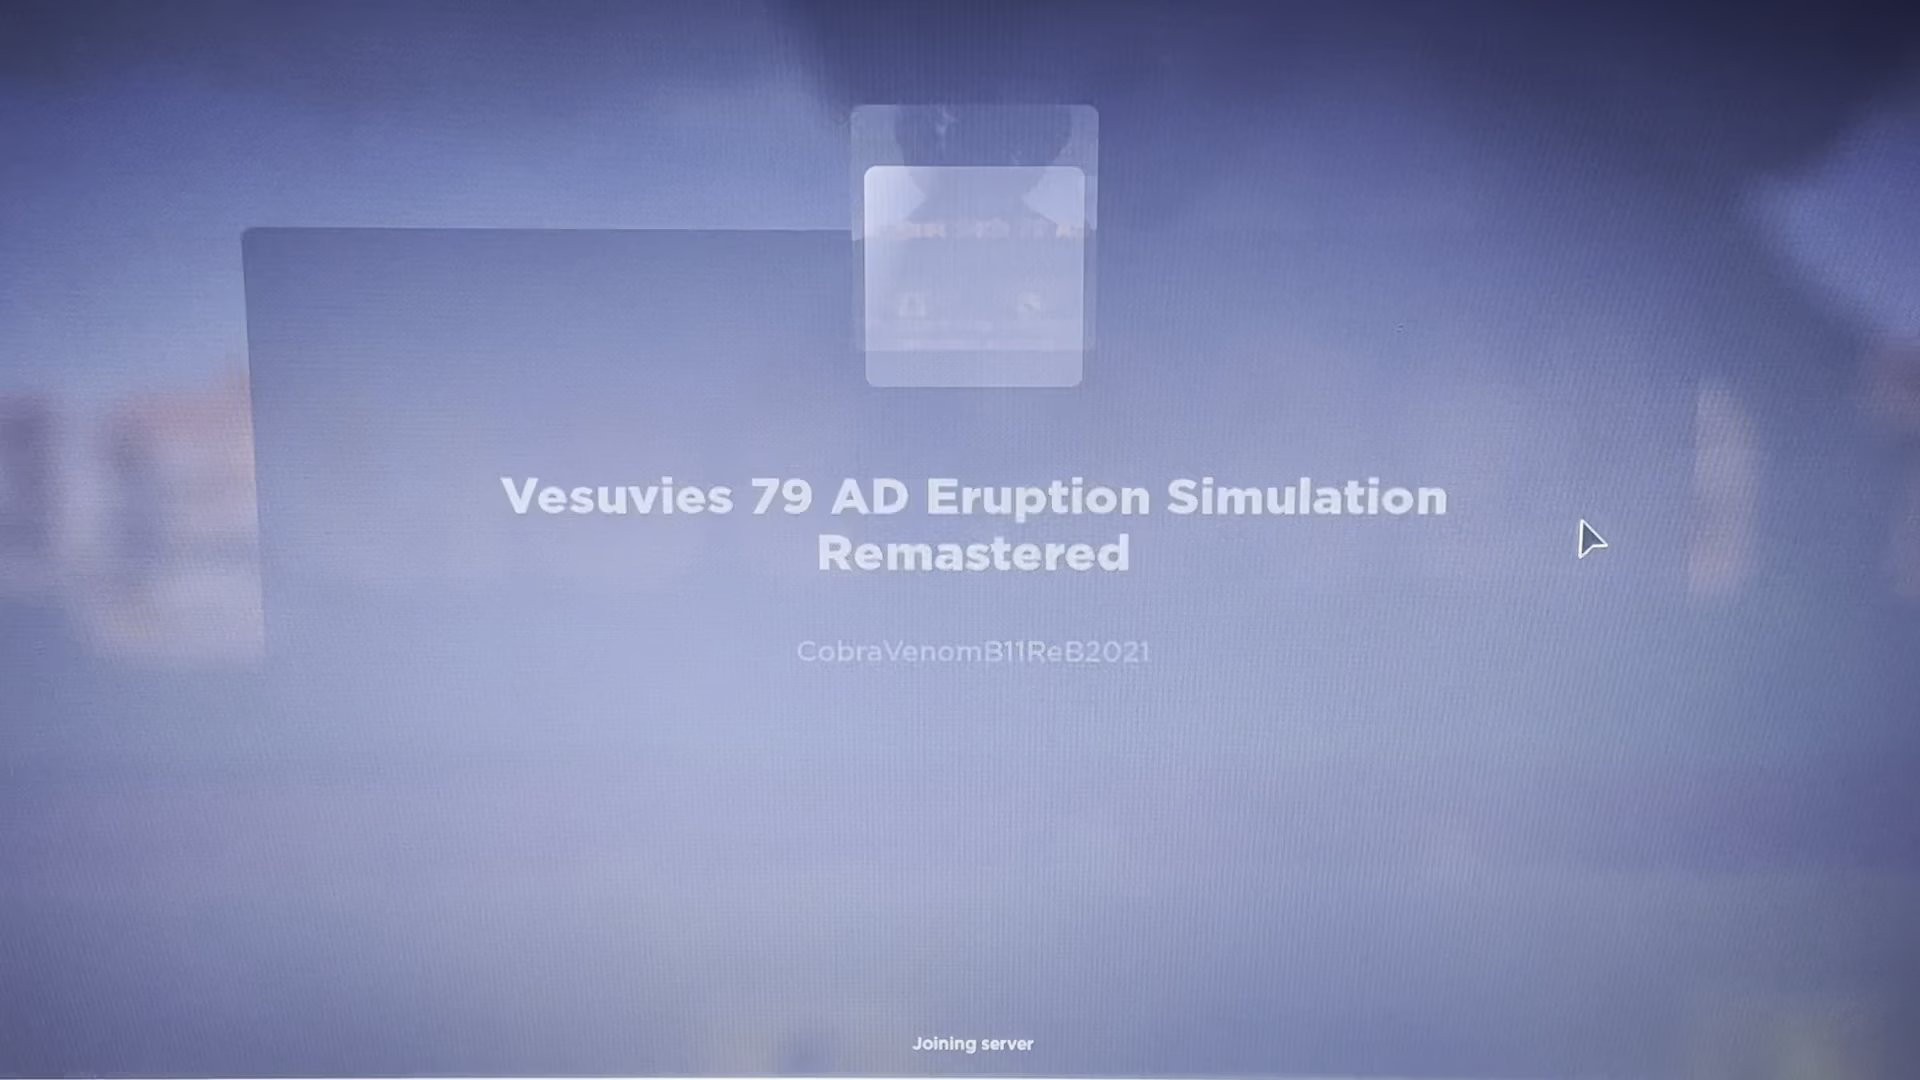 Vesuvies 79 AD Eruption Simulation
Remastered
CobraVenomB11ReB2021
Joining server